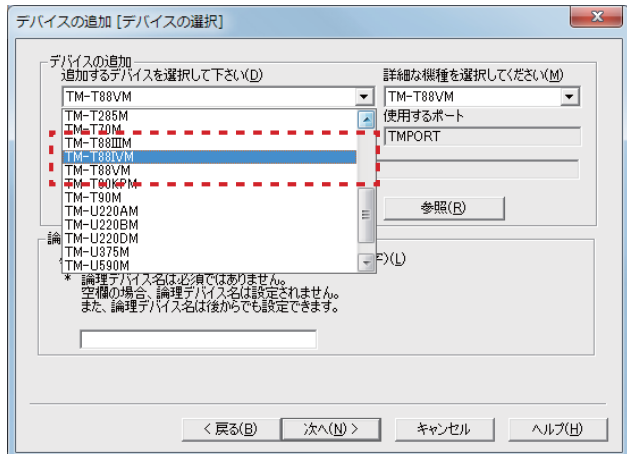 デバイスの追加 [デバイスの選択]
デバイスの追加
追加するデバイスを選択して下さい(D)
詳細な機種を選択してください(M)
TM-T88VM
TM-T88VM
TM-T285M
使用するポート
TM-T70M
TMPORT
TM-T88ⅢM
TM-T88ⅣM
TM-T88VM
TM-T90KPM
TM-T90M
参照(R)
TM-U220AM
TM-U220BM
TM-U220DM
論
TM-U375M
TM-U590M
(L)
* 論理デバイス名は必須ではありません。
空欄の場合、論理デバイス名は設定されません。
また、論理デバイス名は後からでも設定できます。
< 戻る(B)
次へ(N) >
キャンセル
ヘルプ(H)